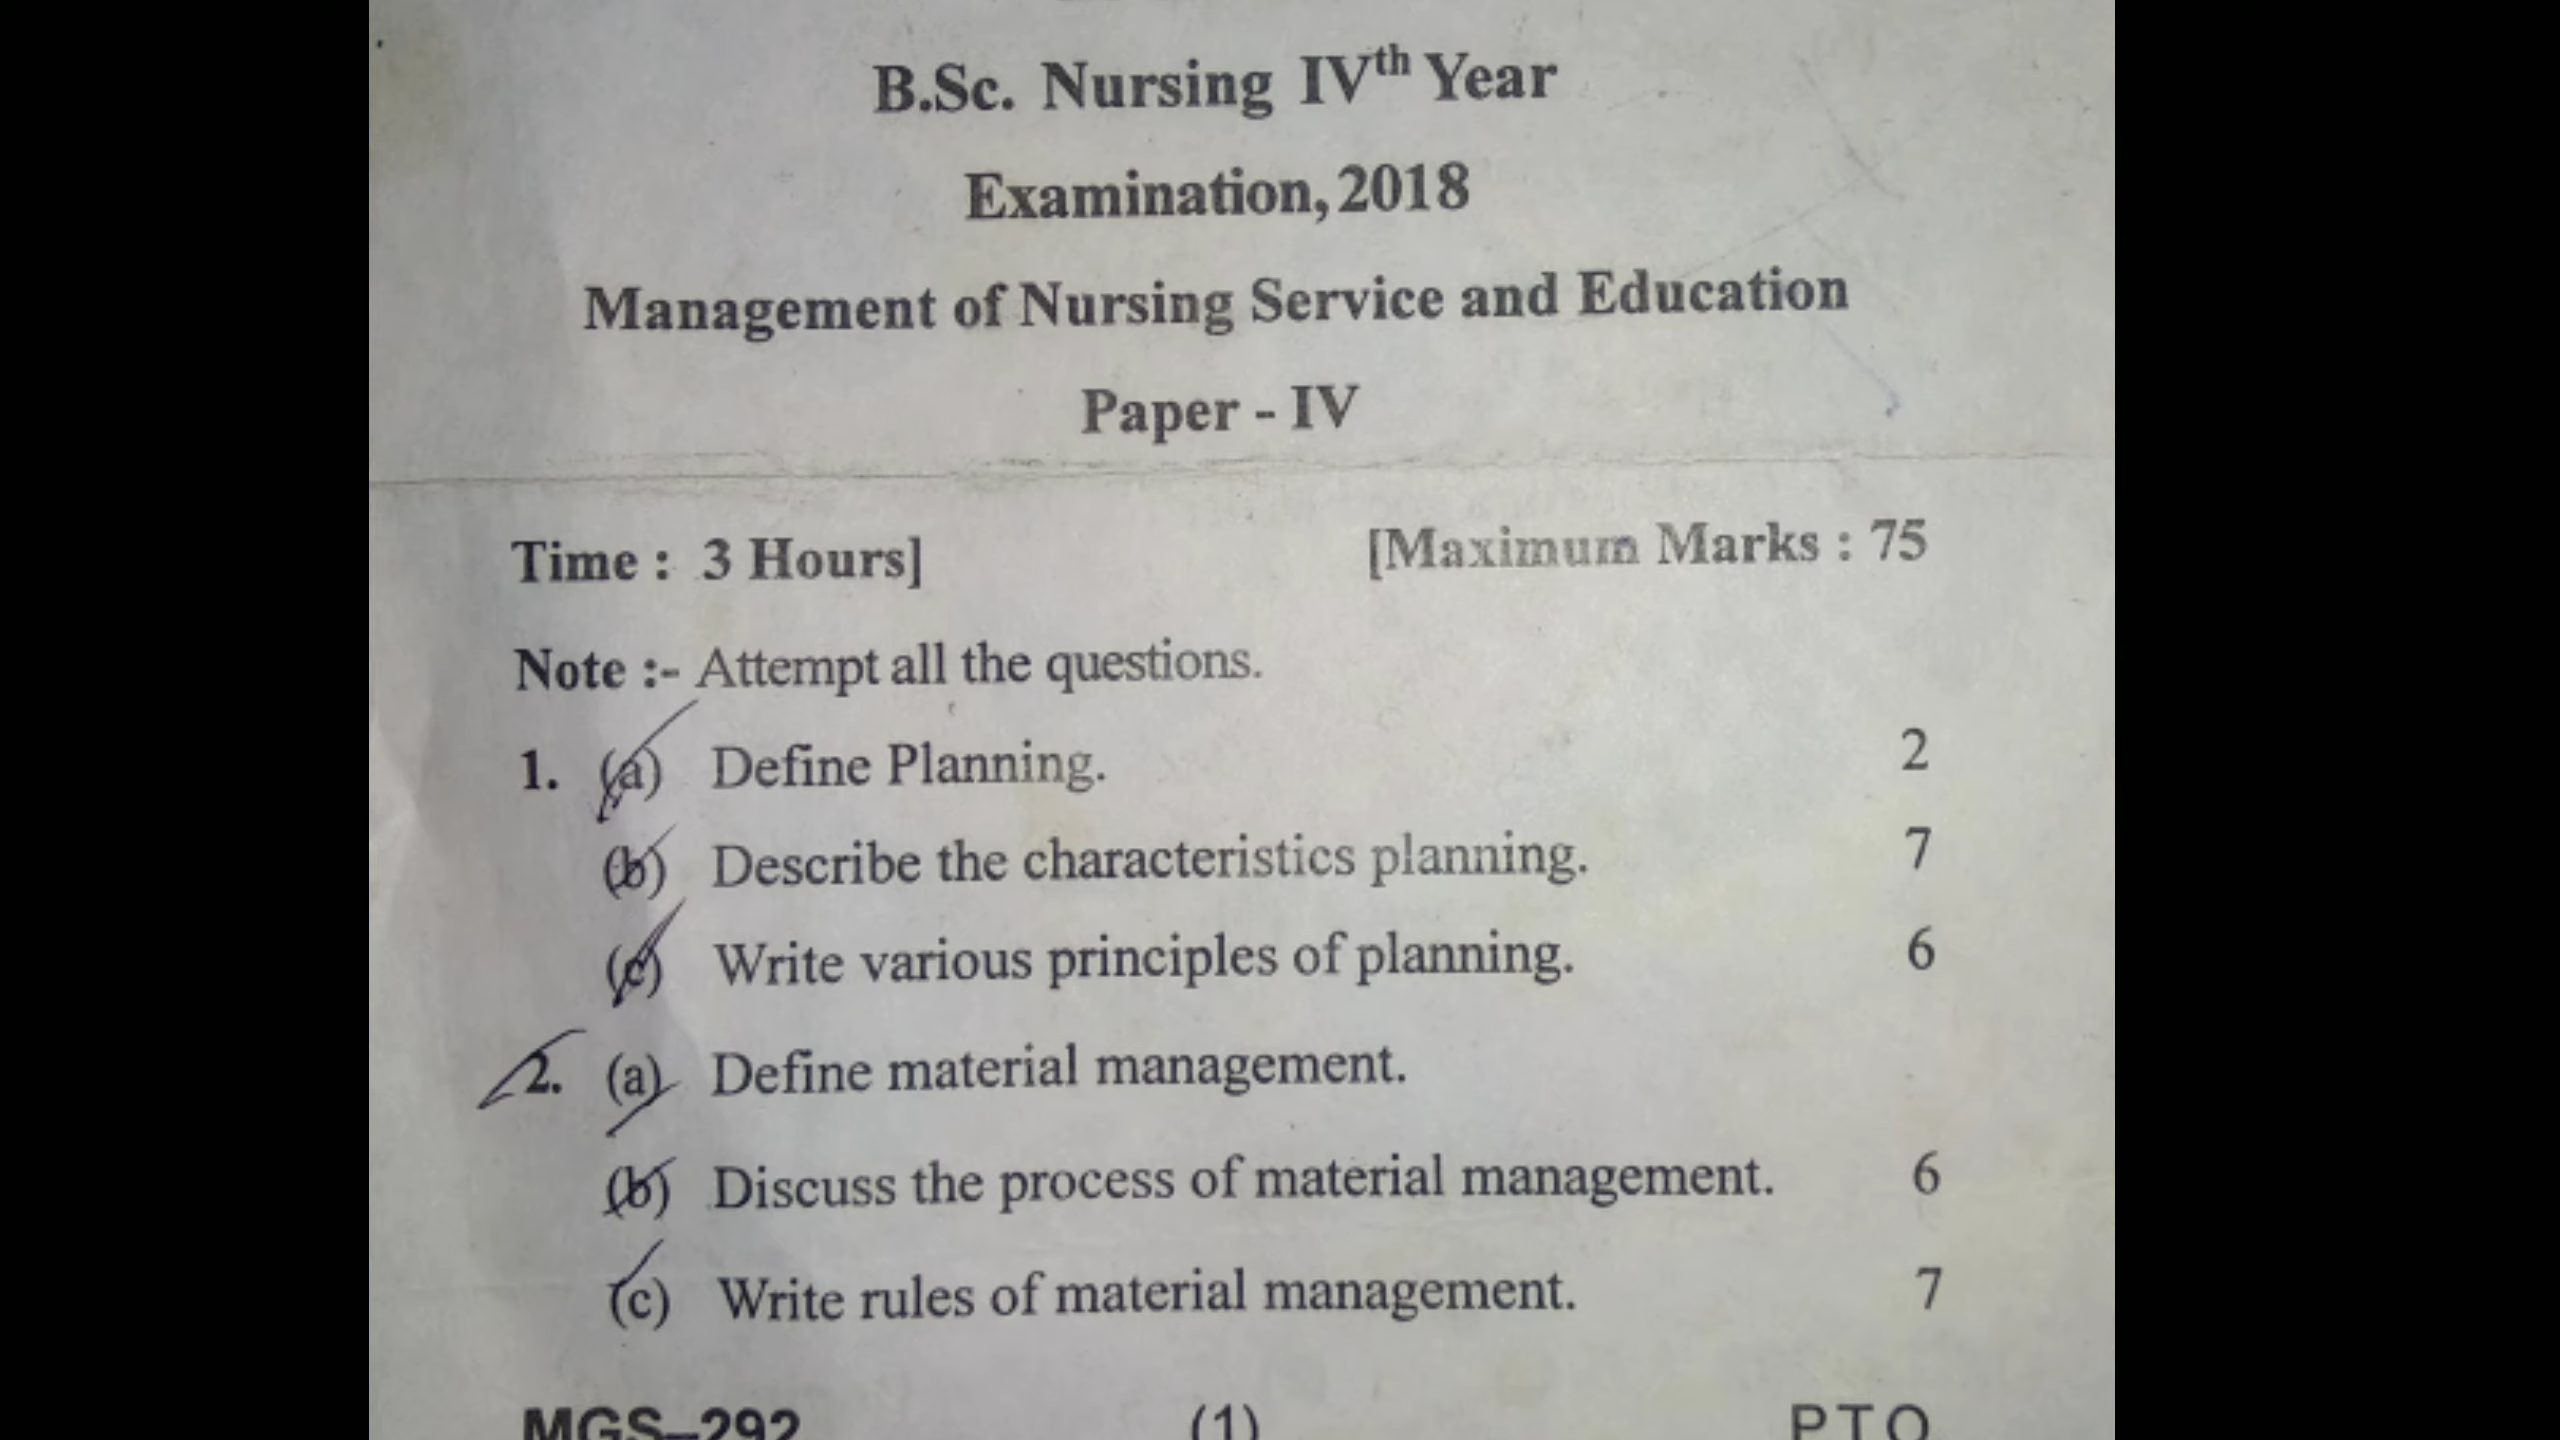 B.Sc. Nursing IVth Year
Examination, 2018
Management of Nursing Service and Education
Paper - IV
Time : 3 Hours] [Maximum Marks : 75
Note :- Attempt all the questions.
1. (a) Define Planning. 2
(b) Describe the characteristics planning. 7
(c) Write various principles of planning. 6
2. (a) Define material management.
(b) Discuss the process of material management. 6
(c) Write rules of material management. 7
MGS–292 (1) PTO